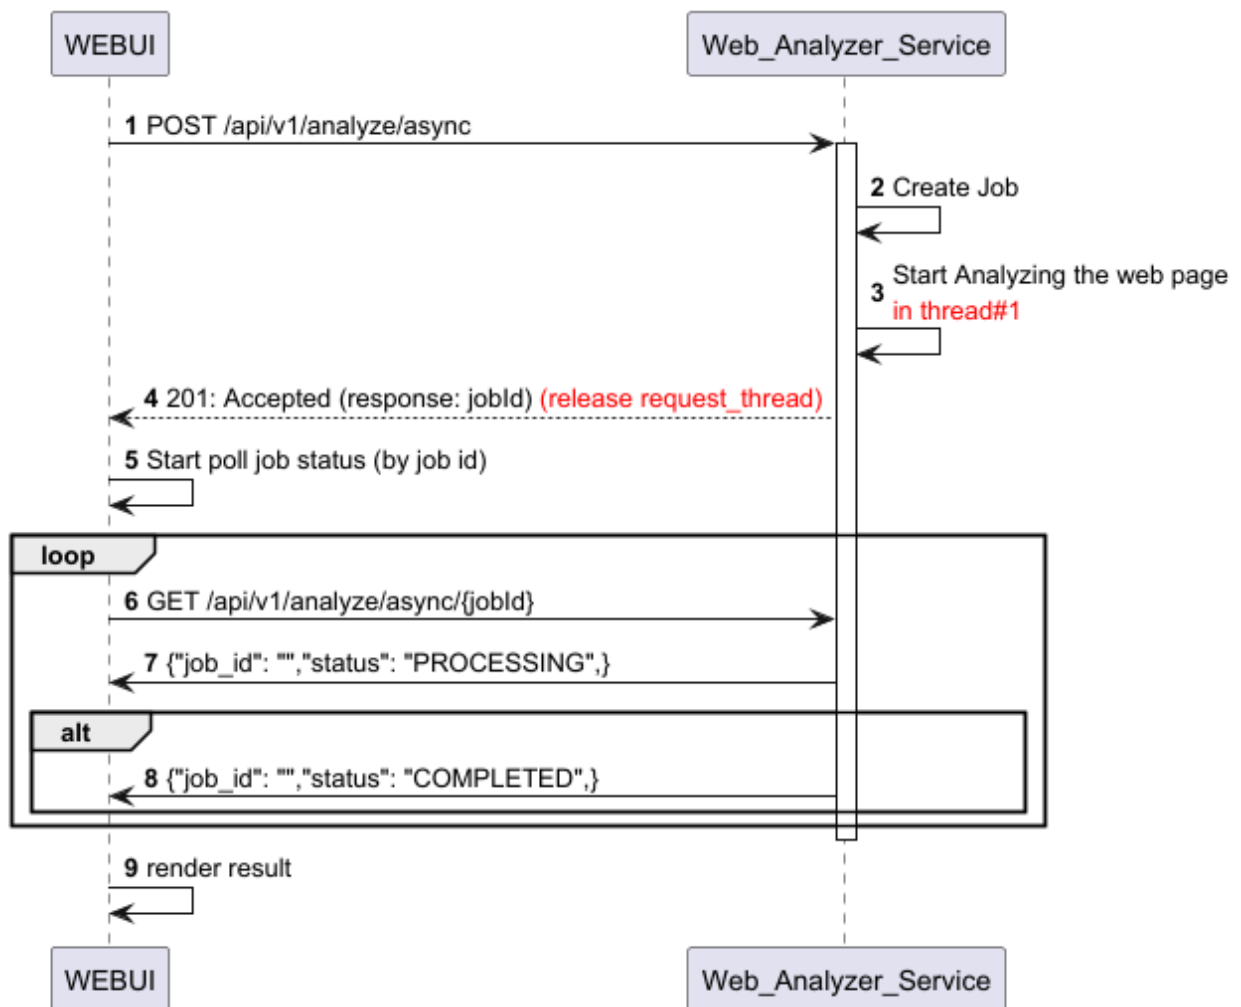 WEBUI
Web_Analyzer_Service
1 POST /api/v1/analyze/async
2 Create Job
3 Start Analyzing the web page
in thread#1
4 201: Accepted (response: jobId) (release request_thread)
5 Start poll job status (by job id)
loop
6 GET /api/v1/analyze/async/{jobId}
7 {"job_id": "","status": "PROCESSING",}
alt
8 {"job_id": "","status": "COMPLETED",}
9 render result
WEBUI
Web_Analyzer_Service